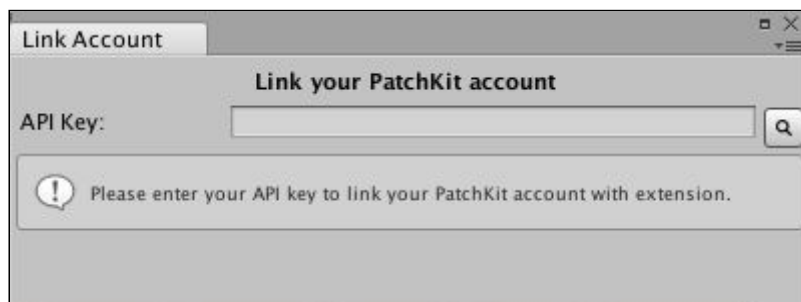 Link Account
Link your PatchKit account
API Key:
Please enter your API key to link your PatchKit account with extension.